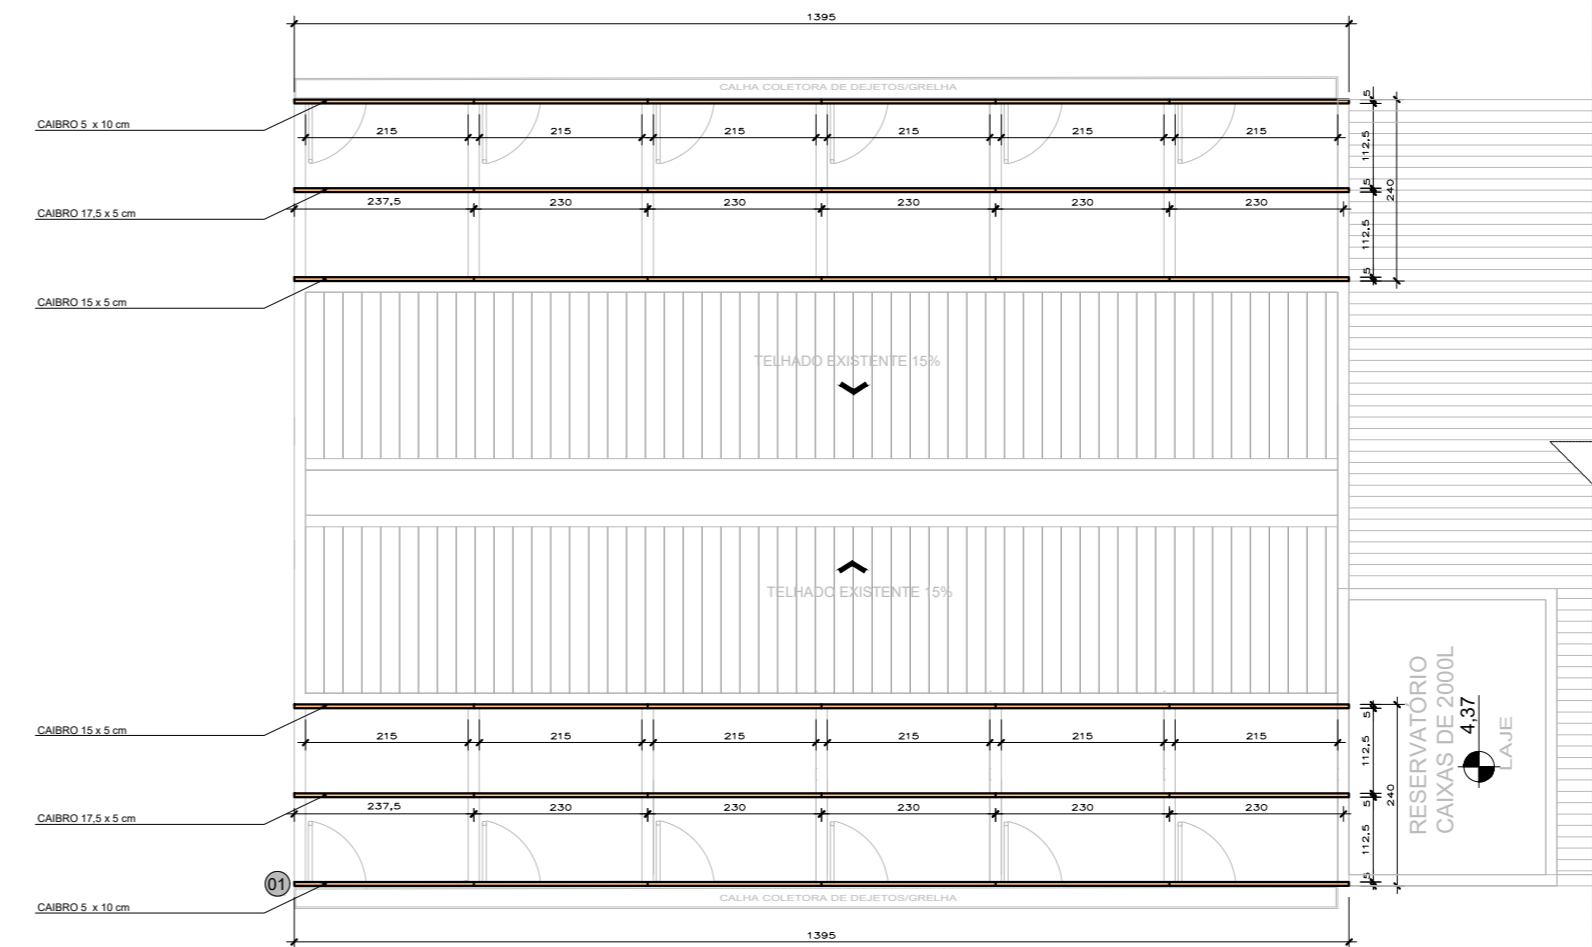 1395
CALHA COLETORA DE DEJETOS/GRELHA
CAIBRO 5 x 10 cm
215 215 215 215 215 215
5
112,5
5
240
112,5
5
CAIBRO 17,5 x 5 cm
237,5 230 230 230 230 230
CAIBRO 15 x 5 cm
TELHADO EXISTENTE 15%
TELHADO EXISTENTE 15%
RESERVATÓRIO
CAIXAS DE 2000L
4,37
LAJE
CAIBRO 15 x 5 cm
215 215 215 215 215 215
5
112,5
5
240
112,5
5
CAIBRO 17,5 x 5 cm
237,5 230 230 230 230 230
01
CAIBRO 5 x 10 cm
CALHA COLETORA DE DEJETOS/GRELHA
1395